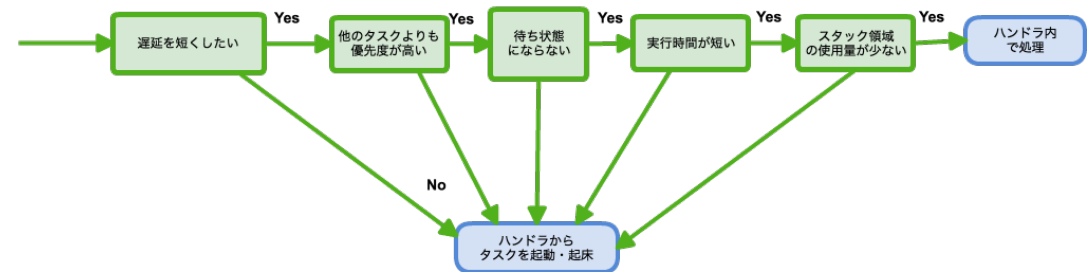 Yes
Yes
Yes
Yes
Yes
遅延を短くしたい
他のタスクよりも
優先度が高い
待ち状態
にならない
実行時間が短い
スタック領域
の使用量が少ない
ハンドラ内
で処理
No
ハンドラから
タスクを起動・起床